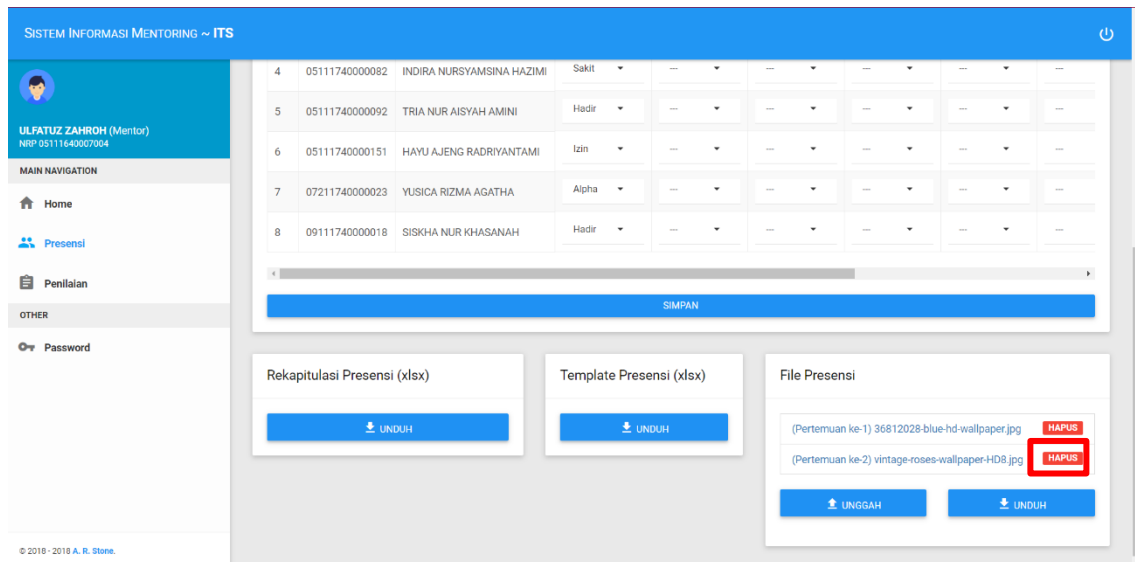 SISTEM INFORMASI MENTORING ~ ITS
ULFATUZ ZAHROH (Mentor)
NRP 05111640007004
MAIN NAVIGATION
Home
Presensi
Penilaian
OTHER
Password
© 2018 - 2018 A. R. Stone.
4 05111740000082 INDIRA NURSYAMSINA HAZIMI Sakit --- --- --- --- ---
5 05111740000092 TRIA NUR AISYAH AMINI Hadir --- --- --- --- ---
6 05111740000151 HAYU AJENG RADRIYANTAMI Izin --- --- --- --- ---
7 07211740000023 YUSICA RIZMA AGATHA Alpha --- --- --- --- ---
8 09111740000018 SISKHA NUR KHASANAH Hadir --- --- --- --- ---
SIMPAN
Rekapitulasi Presensi (xlsx)
UNDUH
Template Presensi (xlsx)
UNDUH
File Presensi
(Pertemuan ke-1) 36812028-blue-hd-wallpaper.jpg HAPUS
(Pertemuan ke-2) vintage-roses-wallpaper-HD8.jpg HAPUS
UNGGAH UNDUH